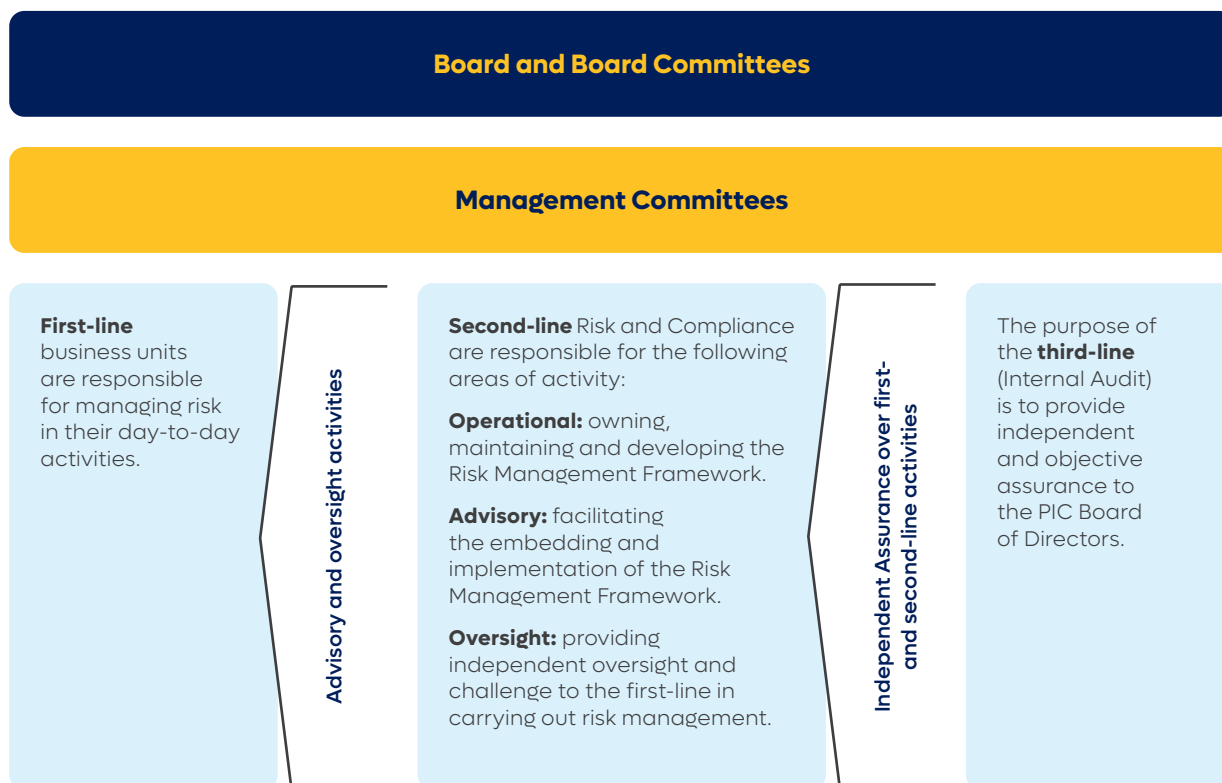 Board and Board Committees
Management Committees
First-line
business units
are responsible
for managing risk
in their day-to-day
activities.
Advisory and oversight activities
Second-line Risk and Compliance
are responsible for the following
areas of activity:
Operational: owning,
maintaining and developing the
Risk Management Framework.
Advisory: facilitating
the embedding and
implementation of the Risk
Management Framework.
Oversight: providing
independent oversight and
challenge to the first-line in
carrying out risk management.
Independent Assurance over first-
and second-line activities
The purpose of
the third-line
(Internal Audit)
is to provide
independent
and objective
assurance to
the PIC Board
of Directors.